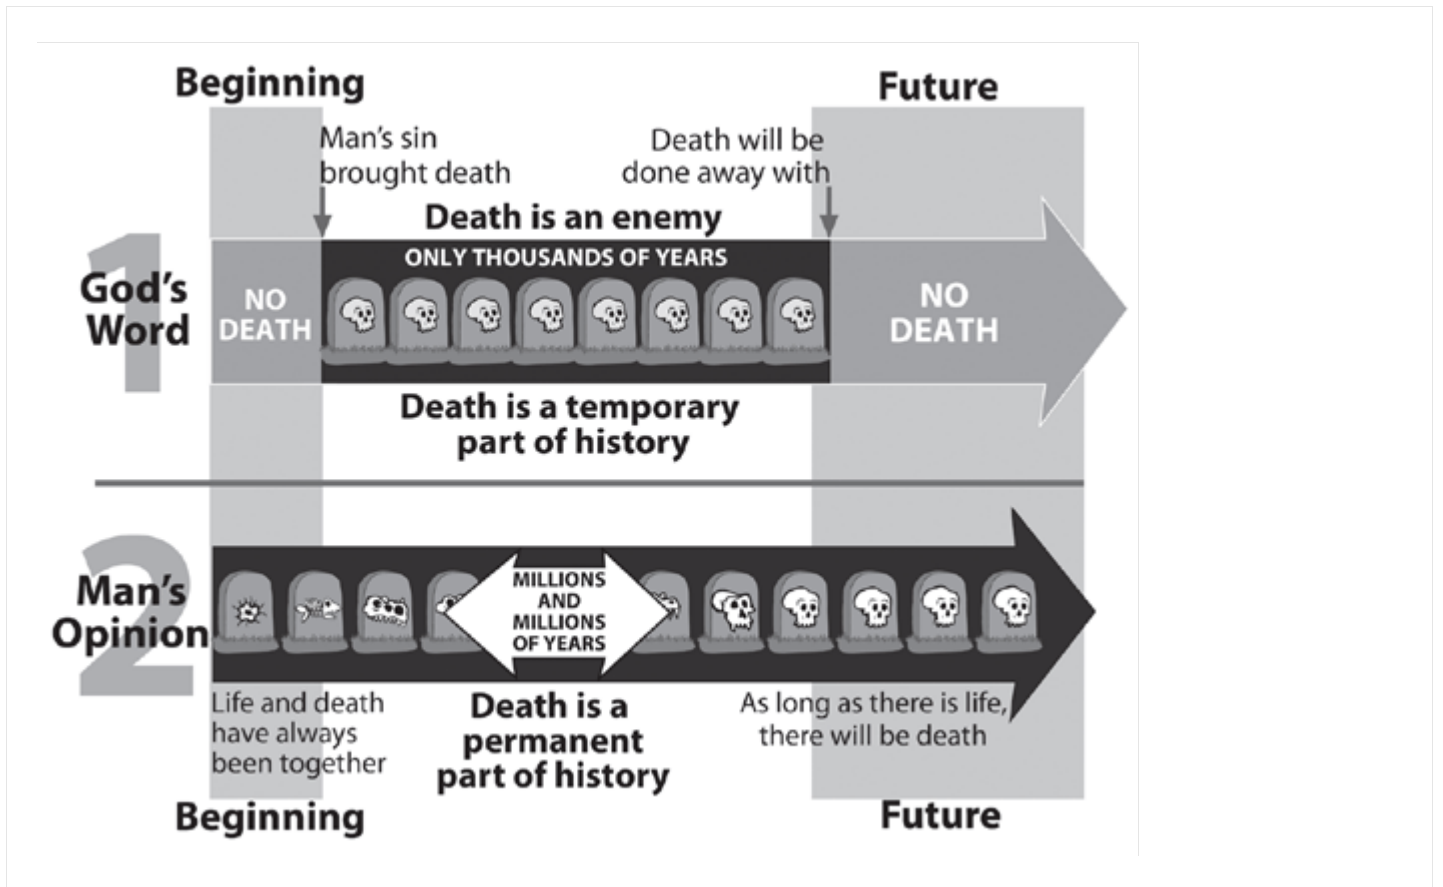 Beginning
Future
Man's sin
brought death
Death will be
done away with
Death is an enemy
ONLY THOUSANDS OF YEARS
1
God's
Word
NO
DEATH
NO
DEATH
Death is a temporary
part of history
2
Man's
Opinion
MILLIONS
AND
MILLIONS
OF YEARS
Life and death
have always
been together
Death is a
permanent
part of history
As long as there is life,
there will be death
Beginning
Future